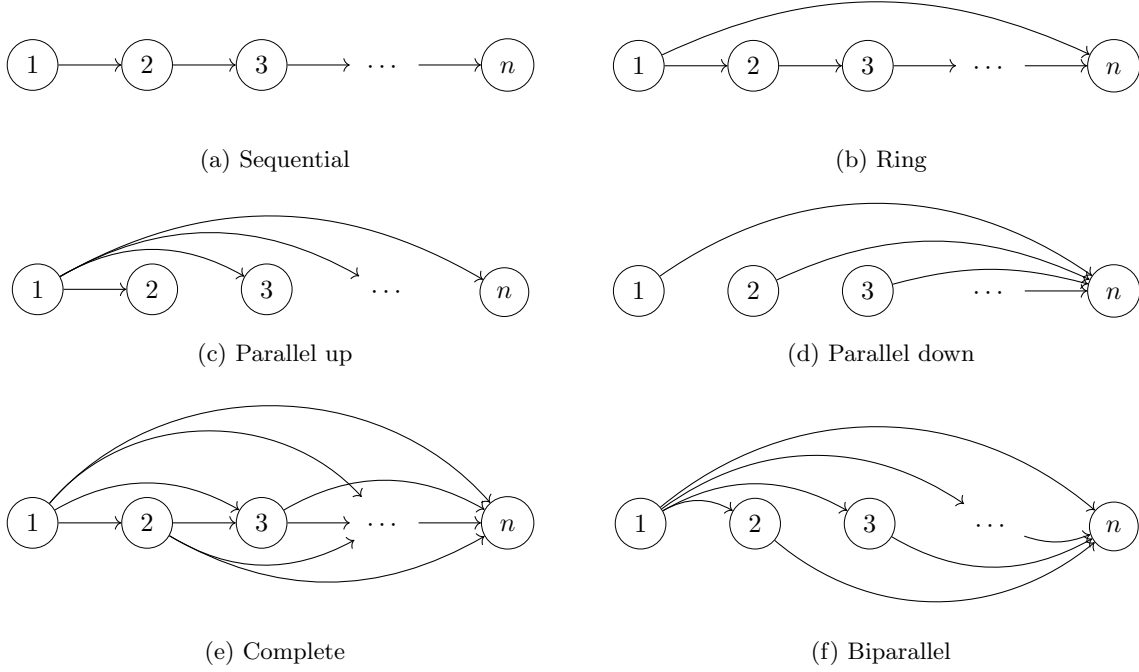 1 2 3 ... n
1 2 3 ... n
(a) Sequential
(b) Ring
1 2 3 ... n
1 2 3 ... n
(c) Parallel up
(d) Parallel down
1 2 3 ... n
1 2 3 ... n
(e) Complete
(f) Biparallel